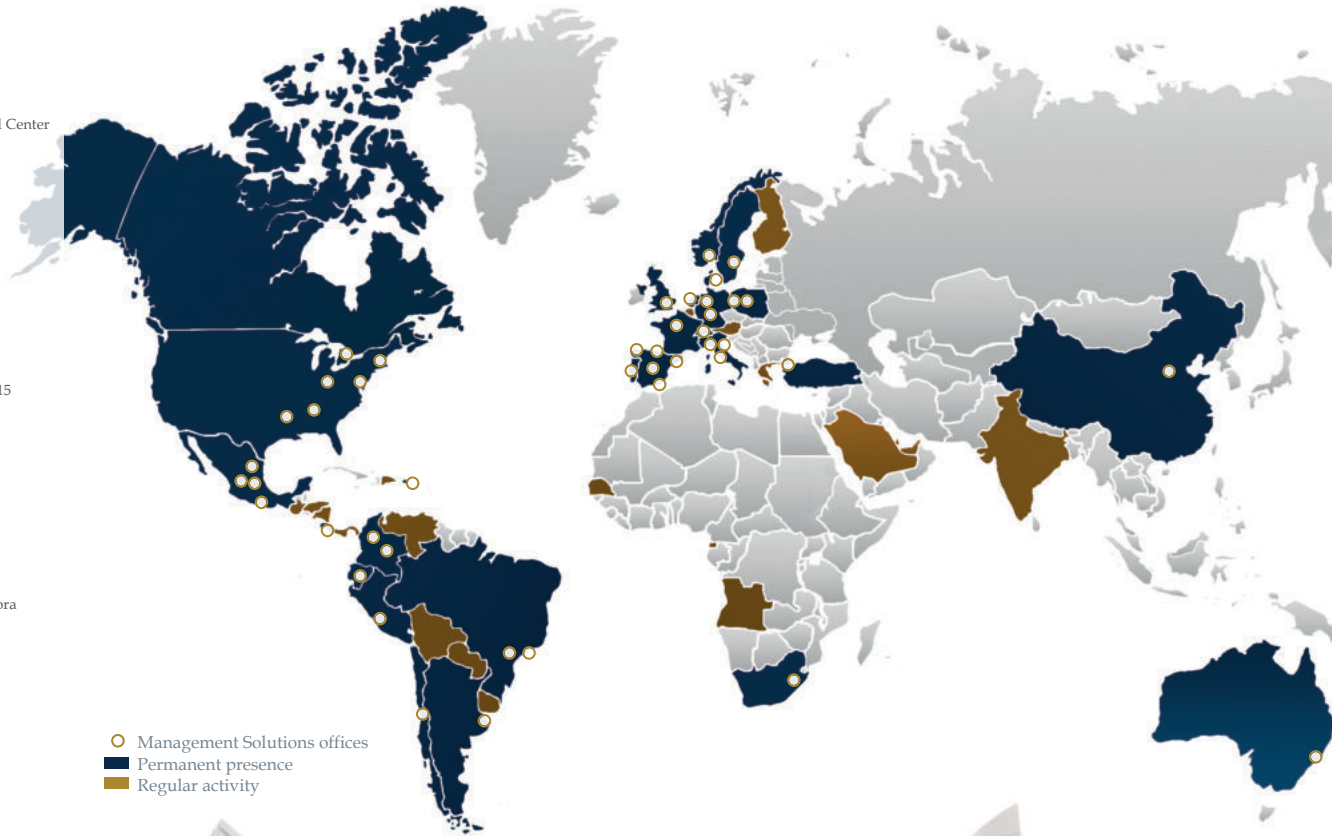 l Center
15
ora
Management Solutions offices
Permanent presence
Regular activity